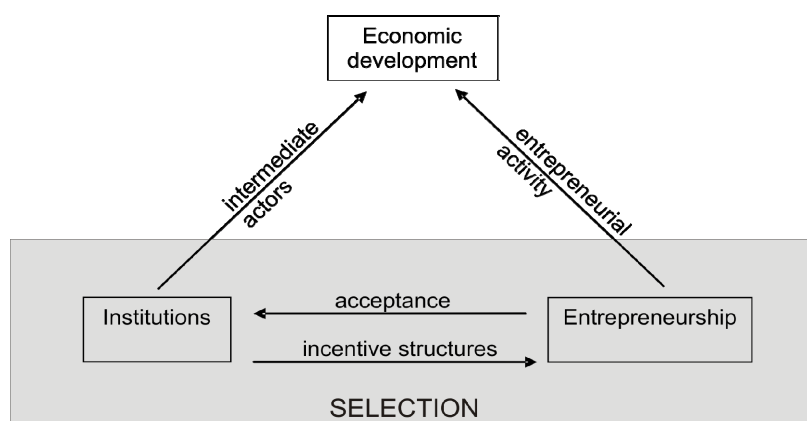 Economic
development
intermediate
actors
entrepreneurial
activity
Institutions
acceptance
Entrepreneurship
incentive structures
SELECTION